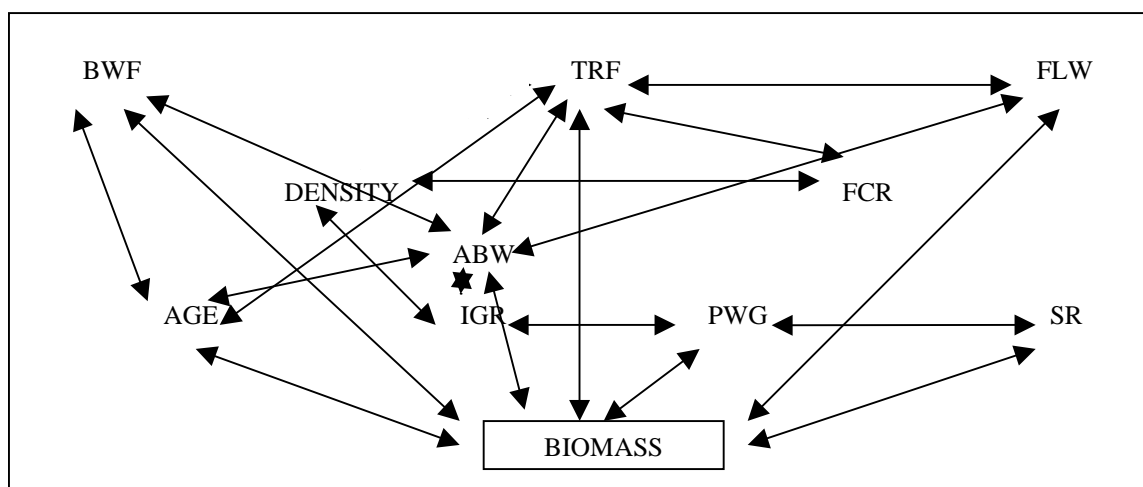 BWF TRF FLW
DENSITY FCR
ABW
AGE IGR PWG SR
BIOMASS